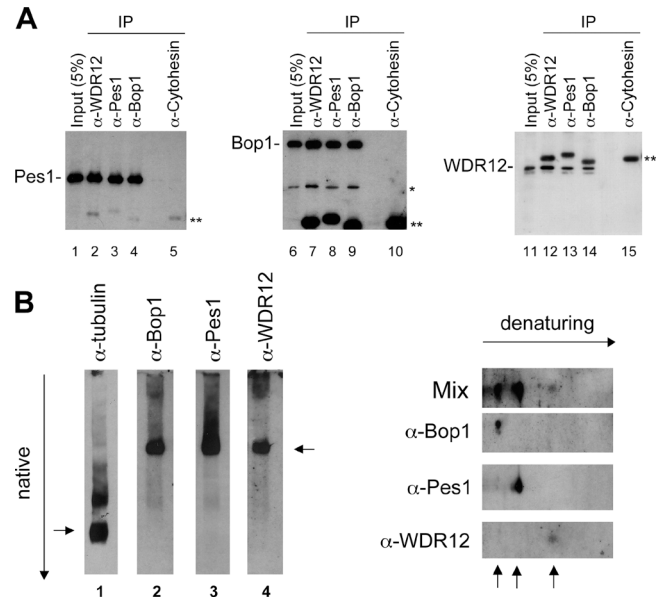 A
IP
Input (5%)
α-WDR12
α-Pes1
α-Bop1
α-Cytohesin
Pes1-
**
1 2 3 4 5
IP
Input (5%)
α-WDR12
α-Pes1
α-Bop1
α-Cytohesin
Bop1-
*
**
6 7 8 9 10
IP
Input (5%)
α-WDR12
α-Pes1
α-Bop1
α-Cytohesin
WDR12-
**
11 12 13 14 15
B
α-tubulin
α-Bop1
α-Pes1
α-WDR12
native
1 2 3 4
denaturing
Mix
α-Bop1
α-Pes1
α-WDR12